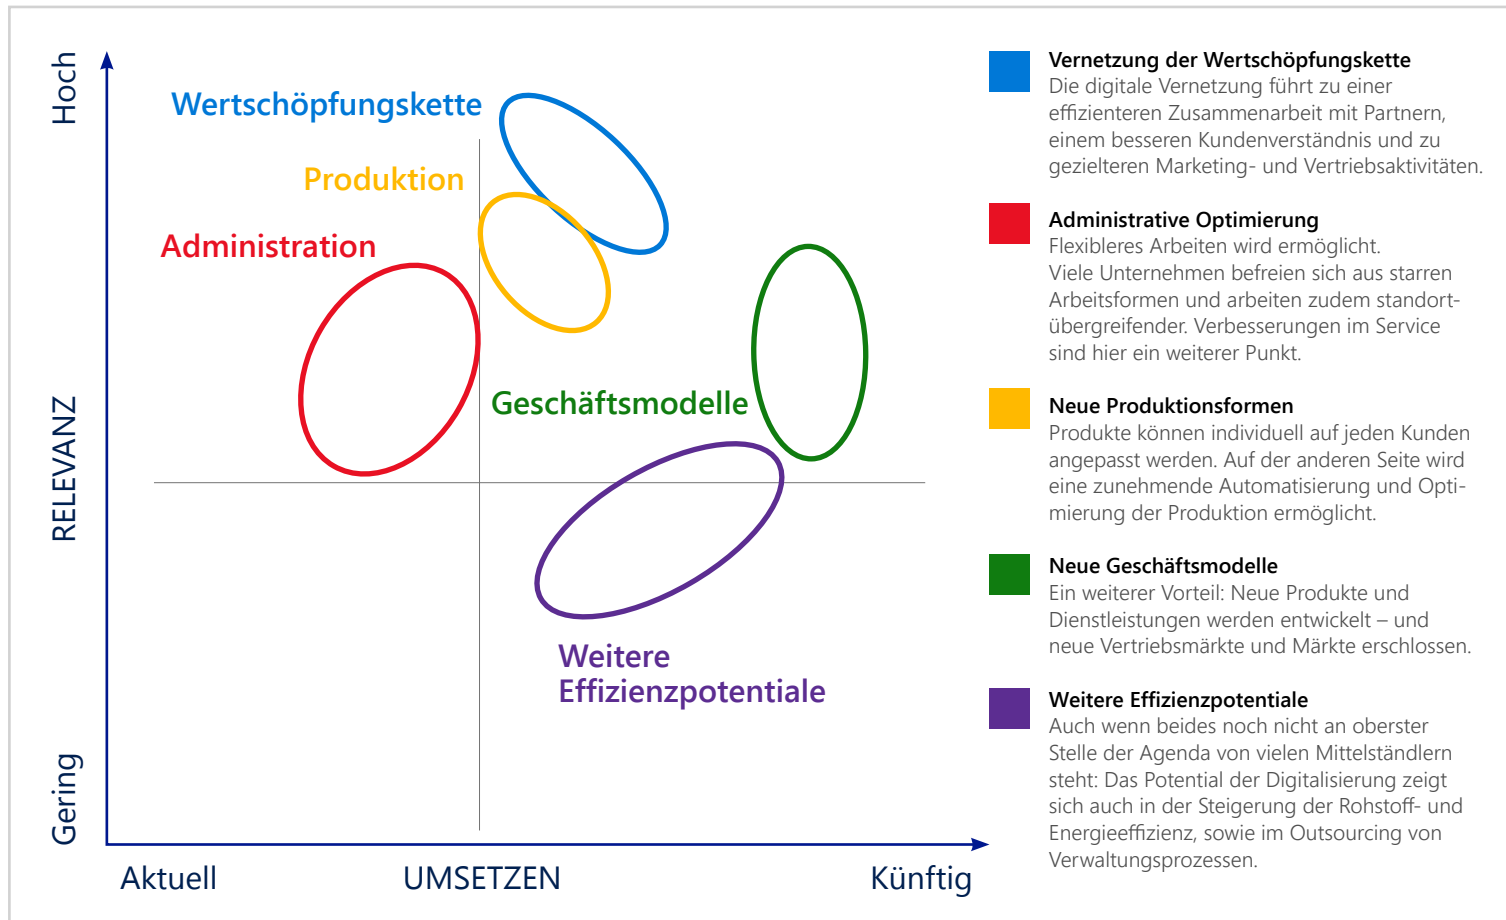 Hoch
RELEVANZ
Gering
Wertschöpfungskette
Produktion
Administration
Geschäftsmodelle
Weitere
Effizienzpotentiale
Aktuell
UMSETZEN
Künftig
Vernetzung der Wertschöpfungskette
Die digitale Vernetzung führt zu einer
effizienteren Zusammenarbeit mit Partnern,
einem besseren Kundenverständnis und zu
gezielteren Marketing- und Vertriebsaktivitäten.
Administrative Optimierung
Flexibleres Arbeiten wird ermöglicht.
Viele Unternehmen befreien sich aus starren
Arbeitsformen und arbeiten zudem standort-
übergreifender. Verbesserungen im Service
sind hier ein weiterer Punkt.
Neue Produktionsformen
Produkte können individuell auf jeden Kunden
angepasst werden. Auf der anderen Seite wird
eine zunehmende Automatisierung und Opti-
mierung der Produktion ermöglicht.
Neue Geschäftsmodelle
Ein weiterer Vorteil: Neue Produkte und
Dienstleistungen werden entwickelt – und
neue Vertriebsmärkte und Märkte erschlossen.
Weitere Effizienzpotentiale
Auch wenn beides noch nicht an oberster
Stelle der Agenda von vielen Mittelständlern
steht: Das Potential der Digitalisierung zeigt
sich auch in der Steigerung der Rohstoff- und
Energieeffizienz, sowie im Outsourcing von
Verwaltungsprozessen.